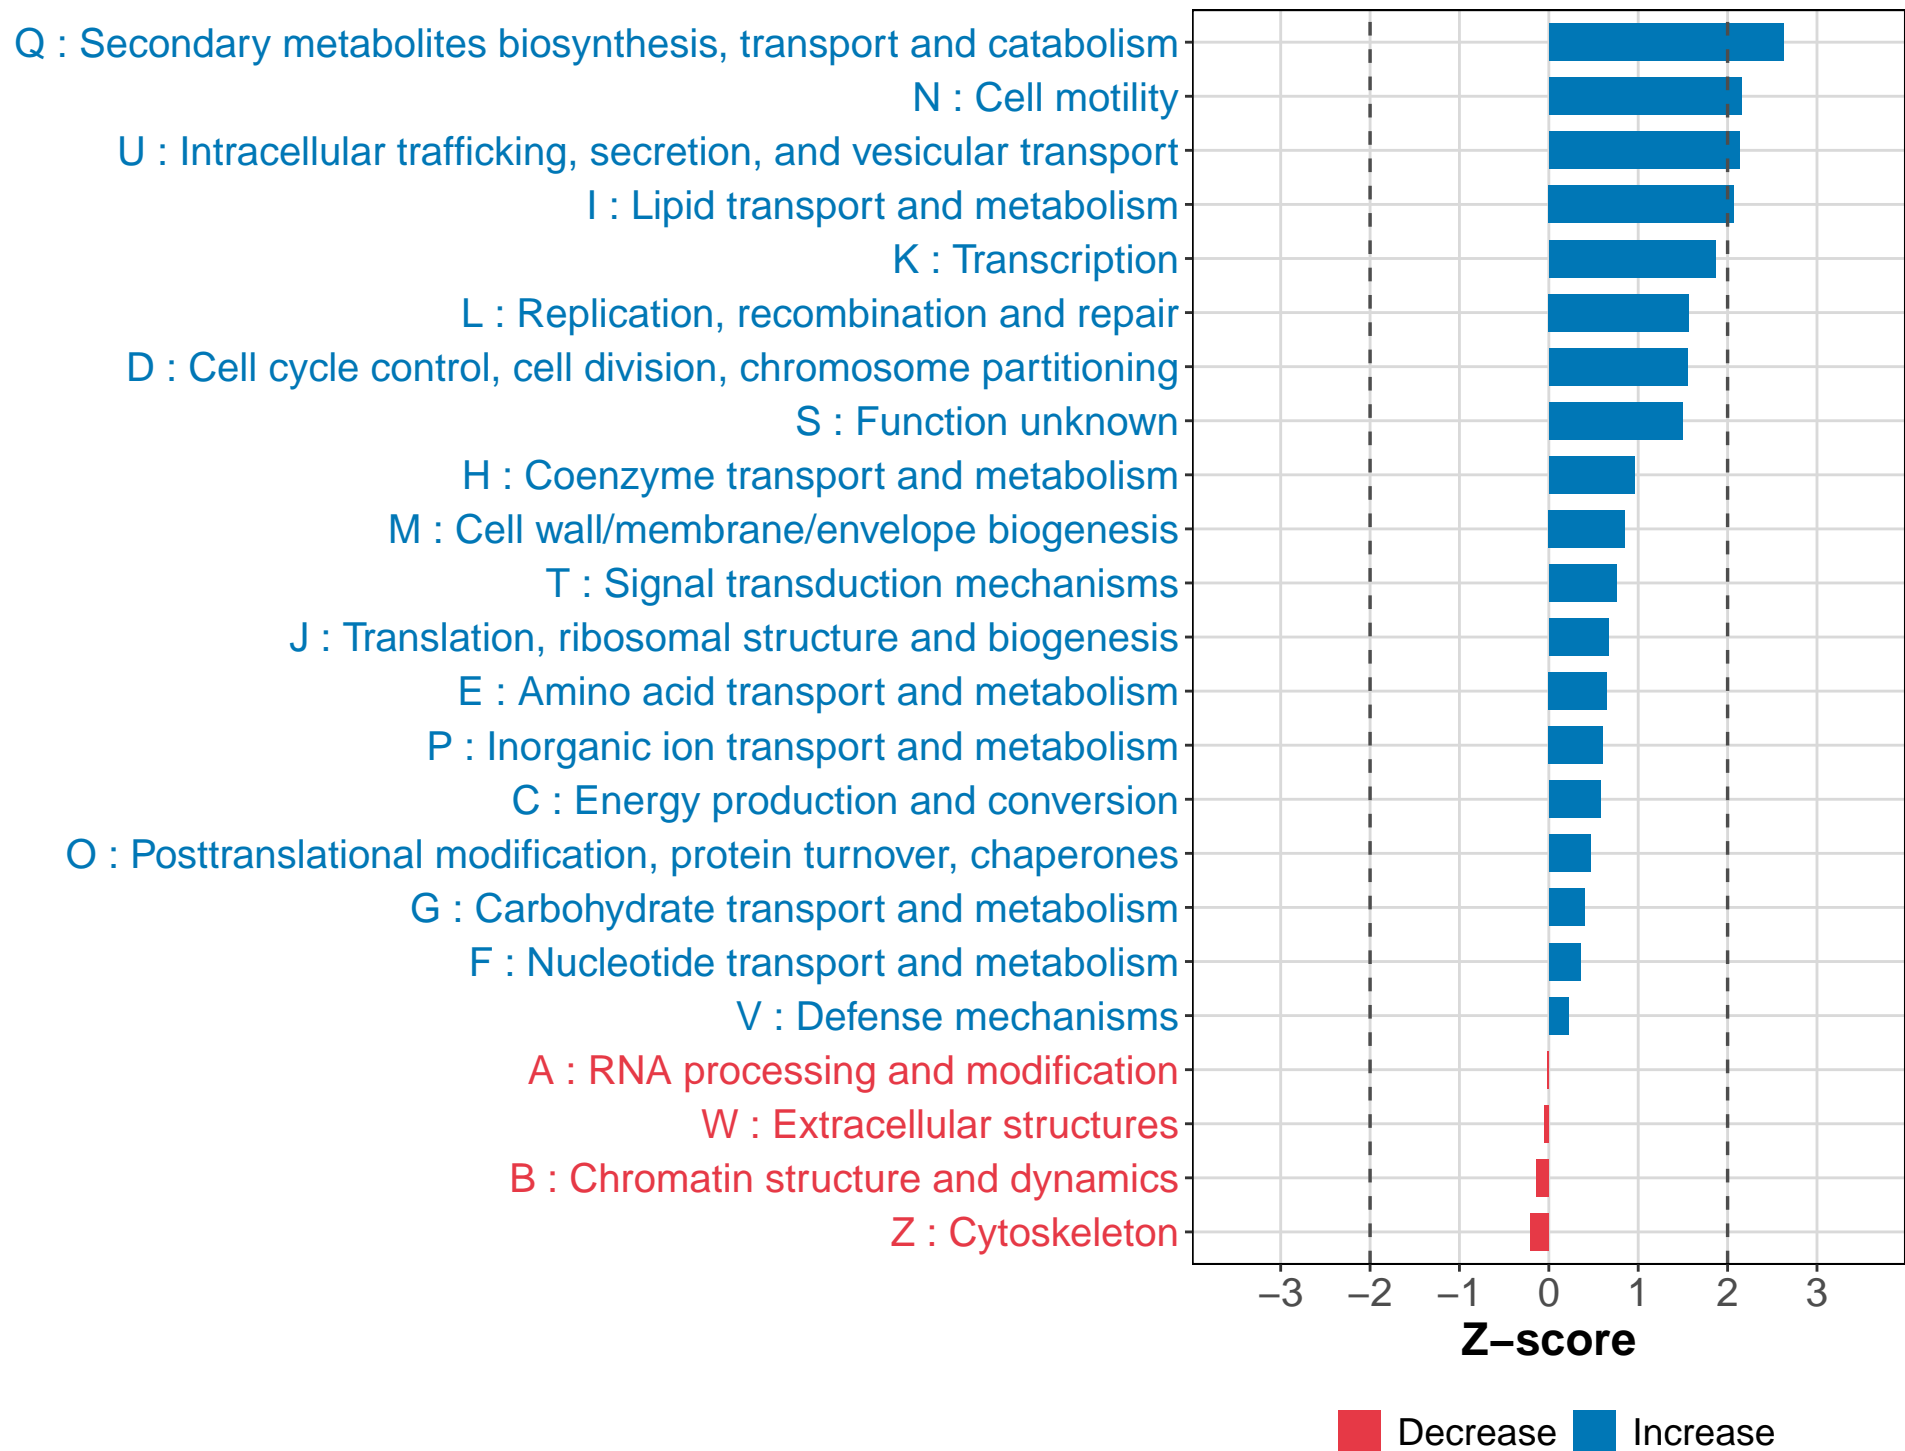 Q : Secondary metabolites biosynthesis, transport and catabolism
N : Cell motility
U : Intracellular trafficking, secretion, and vesicular transport
I : Lipid transport and metabolism
K : Transcription
L : Replication, recombination and repair
D : Cell cycle control, cell division, chromosome partitioning
S : Function unknown
H : Coenzyme transport and metabolism
M : Cell wall/membrane/envelope biogenesis
T : Signal transduction mechanisms
J : Translation, ribosomal structure and biogenesis
E : Amino acid transport and metabolism
P : Inorganic ion transport and metabolism
C : Energy production and conversion
O : Posttranslational modification, protein turnover, chaperones
G : Carbohydrate transport and metabolism
F : Nucleotide transport and metabolism
V : Defense mechanisms
A : RNA processing and modification
W : Extracellular structures
B : Chromatin structure and dynamics
Z : Cytoskeleton
−3 −2 −1 0 1 2 3
Z−score
Decrease Increase